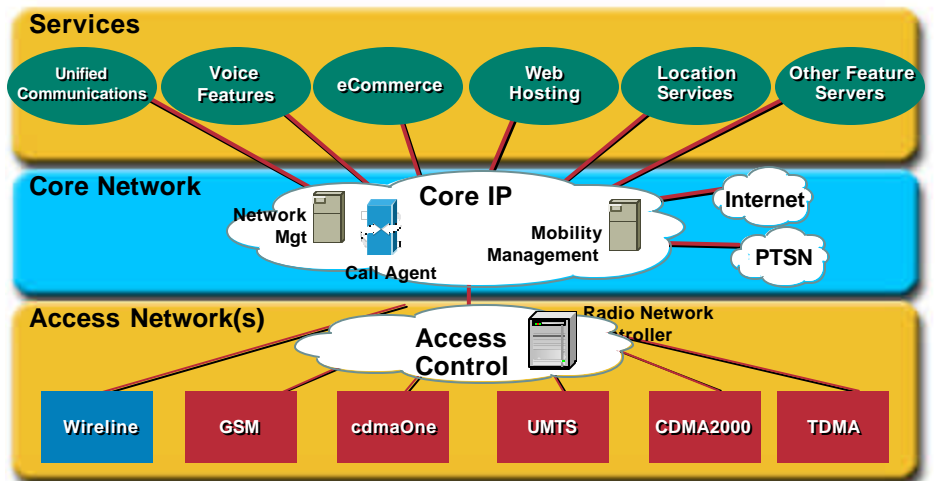 Services
Unified
Communications
Voice
Features
eCommerce
Web
Hosting
Location
Services
Other Feature
Servers
Core Network
Core IP
Network
Mgt
Call Agent
Mobility
Management
Internet
PTSN
Access Network(s)
Access
Control
Radio Network
ntroller
Wireline
GSM
cdmaOne
UMTS
CDMA2000
TDMA